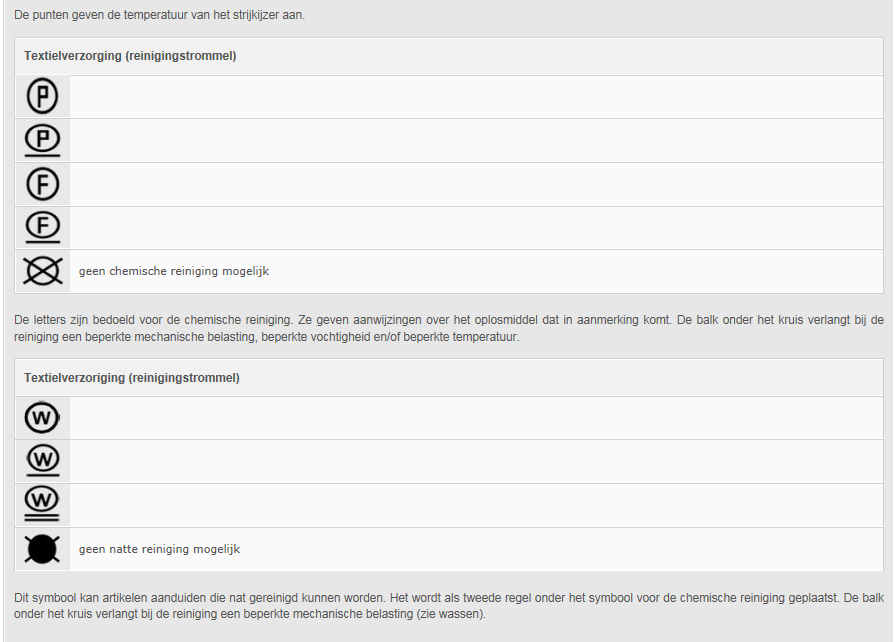 De punten geven de temperatuur van het strijkijzer aan.
Textielverzorging (reinigingstrommel)
P
P
F
F
geen chemische reiniging mogelijk
De letters zijn bedoeld voor de chemische reiniging. Ze geven aanwijzingen over het oplosmiddel dat in aanmerking komt. De balk onder het kruis verlangt bij de
reiniging een beperkte mechanische belasting, beperkte vochtigheid en/of beperkte temperatuur.
Textielverzoriging (reinigingstrommel)
W
W
W
geen natte reiniging mogelijk
Dit symbool kan artikelen aanduiden die nat gereinigd kunnen worden. Het wordt als tweede regel onder het symbool voor de chemische reiniging geplaatst. De balk
onder het kruis verlangt bij de reiniging een beperkte mechanische belasting (zie wassen).